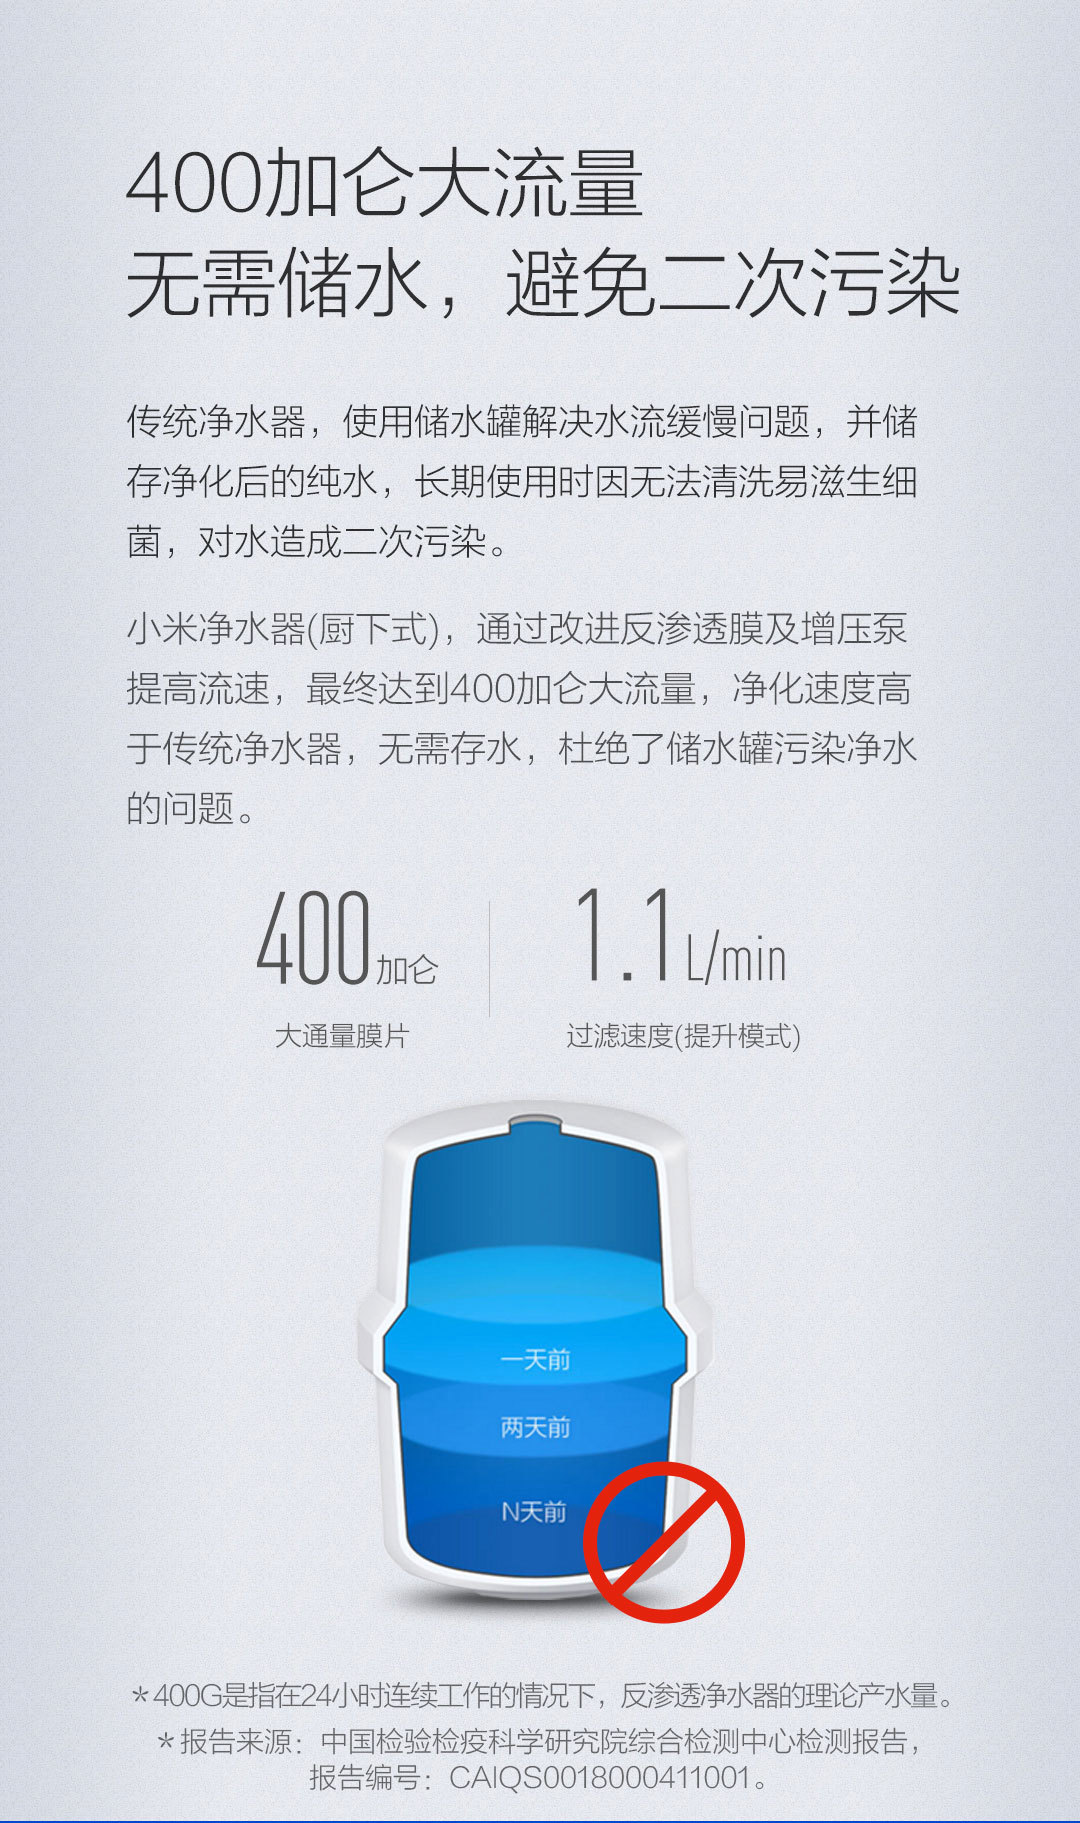 400加仑大流量
无需储水，避免二次污染
传统净水器，使用储水罐解决水流缓慢问题，并储
存净化后的纯水，长期使用时因无法清洗易滋生细
菌，对水造成二次污染。
小米净水器(厨下式)，通过改进反渗透膜及增压泵
提高流速，最终达到400加仑大流量，净化速度高
于传统净水器，无需存水，杜绝了储水罐污染净水
的问题。
400加仑
大通量膜片
1.1L/min
过滤速度(提升模式)
一天前
两天前
N天前
＊400G是指在24小时连续工作的情况下，反渗透净水器的理论产水量。
＊报告来源：中国检验检疫科学研究院综合检测中心检测报告，
报告编号：CAIQS0018000411001。